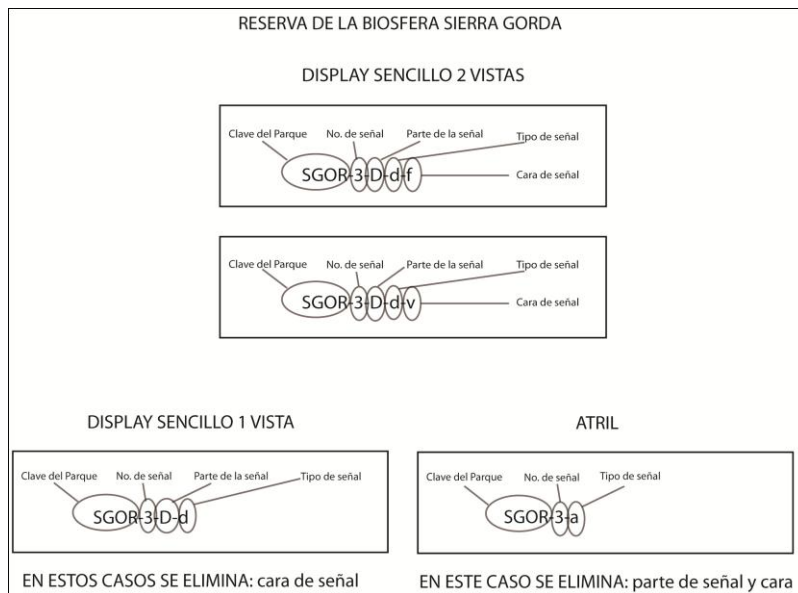 RESERVA DE LA BIOSFERA SIERRA GORDA
DISPLAY SENCILLO 2 VISTAS
Clave del Parque No. de señal Parte de la señal Tipo de señal
SGOR-3-D-d-f Cara de señal
Clave del Parque No. de señal Parte de la señal Tipo de señal
SGOR-3-D-d-v Cara de señal
DISPLAY SENCILLO 1 VISTA
Clave del Parque No. de señal Parte de la señal Tipo de señal
SGOR-3-D-d
EN ESTOS CASOS SE ELIMINA: cara de señal
ATRIL
Clave del Parque No. de señal Tipo de señal
SGOR-3-a
EN ESTE CASO SE ELIMINA: parte de señal y cara